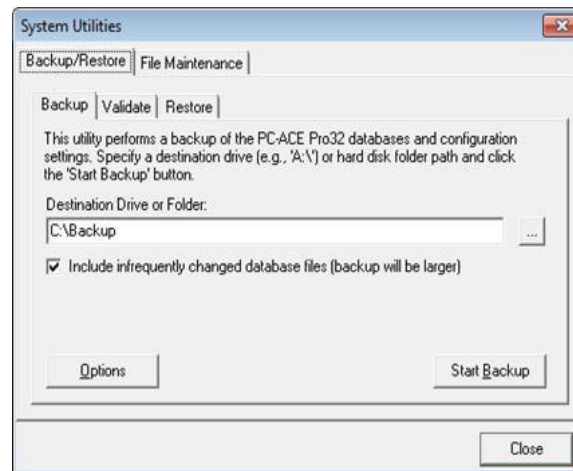 System Utilities
Backup/Restore File Maintenance
Backup Validate Restore
This utility performs a backup of the PC-ACE Pro32 databases and configuration
settings. Specify a destination drive (e.g., 'A:\') or hard disk folder path and click
the 'Start Backup' button.
Destination Drive or Folder:
C:\Backup
...
Include infrequently changed database files (backup will be larger)
Options Start Backup
Close